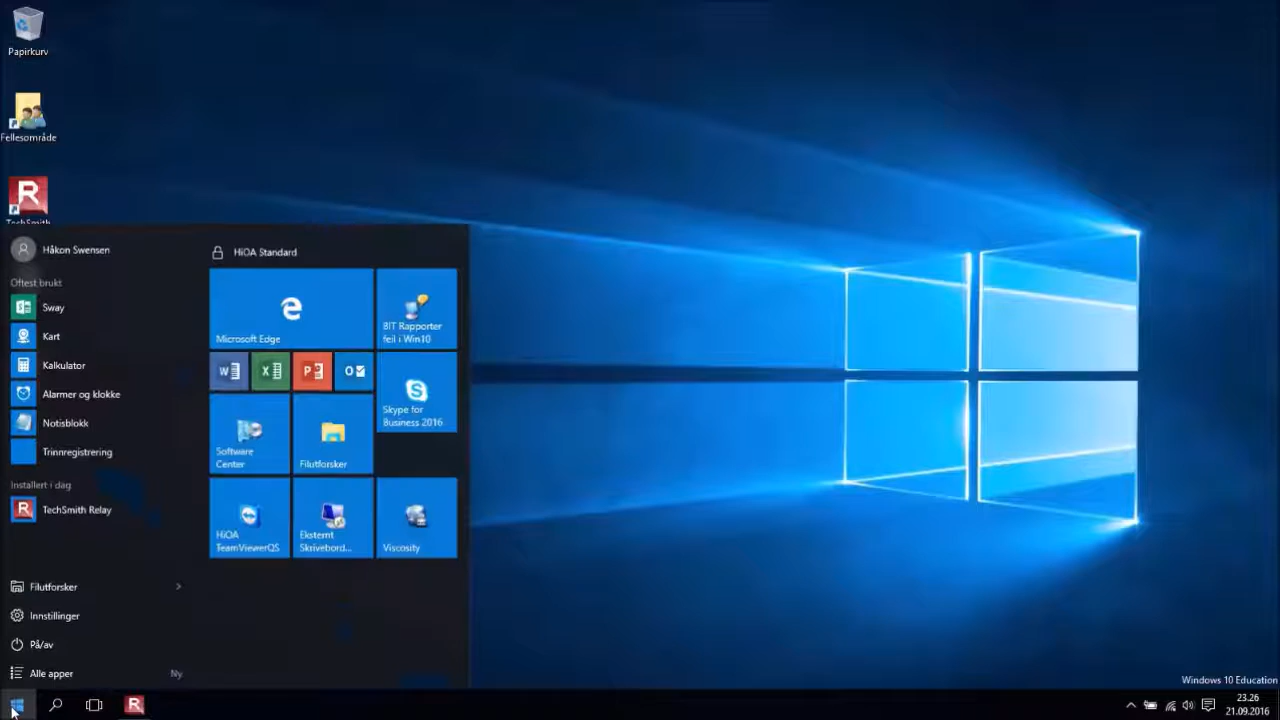 Papirkurv
Fellesområde
TechSmith
Håkon Swensen
Oftest brukt
Sway
Kart
Kalkulator
Alarmer og klokke
Notisblokk
Trinnregistrering
Installert i dag
TechSmith Relay
Filutforsker
Innstillinger
På/av
Alle apper
Ny
HiOA Standard
Microsoft Edge
BIT Rapporter
feil i Win10
Skype for
Business 2016
Software
Center
Filutforsker
HiOA
TeamViewerQS
Eksternt
Skrivebord...
Viscosity
Windows 10 Education
23.26
21.09.2016